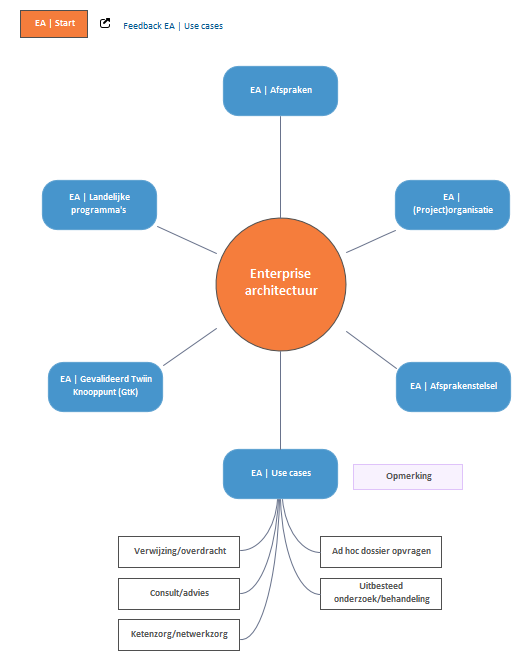 EA | Start
Feedback EA | Use cases
EA | Afspraken
EA | Landelijke
programma's
EA |
(Project)organisatie
Enterprise
architectuur
EA | Gevalideerd Twiin
Knooppunt (GtK)
EA | Afsprakenstelsel
EA | Use cases
Opmerking
Verwijzing/overdracht
Ad hoc dossier opvragen
Consult/advies
Uitbesteed
onderzoek/behandeling
Ketenzorg/netwerkzorg